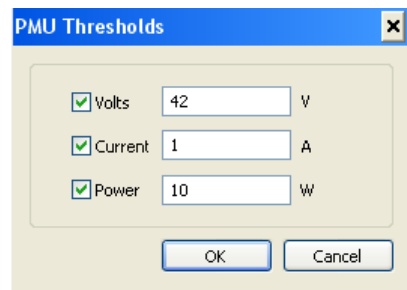 PMU Thresholds
Volts 42 V
Current 1 A
Power 10 W
OK Cancel